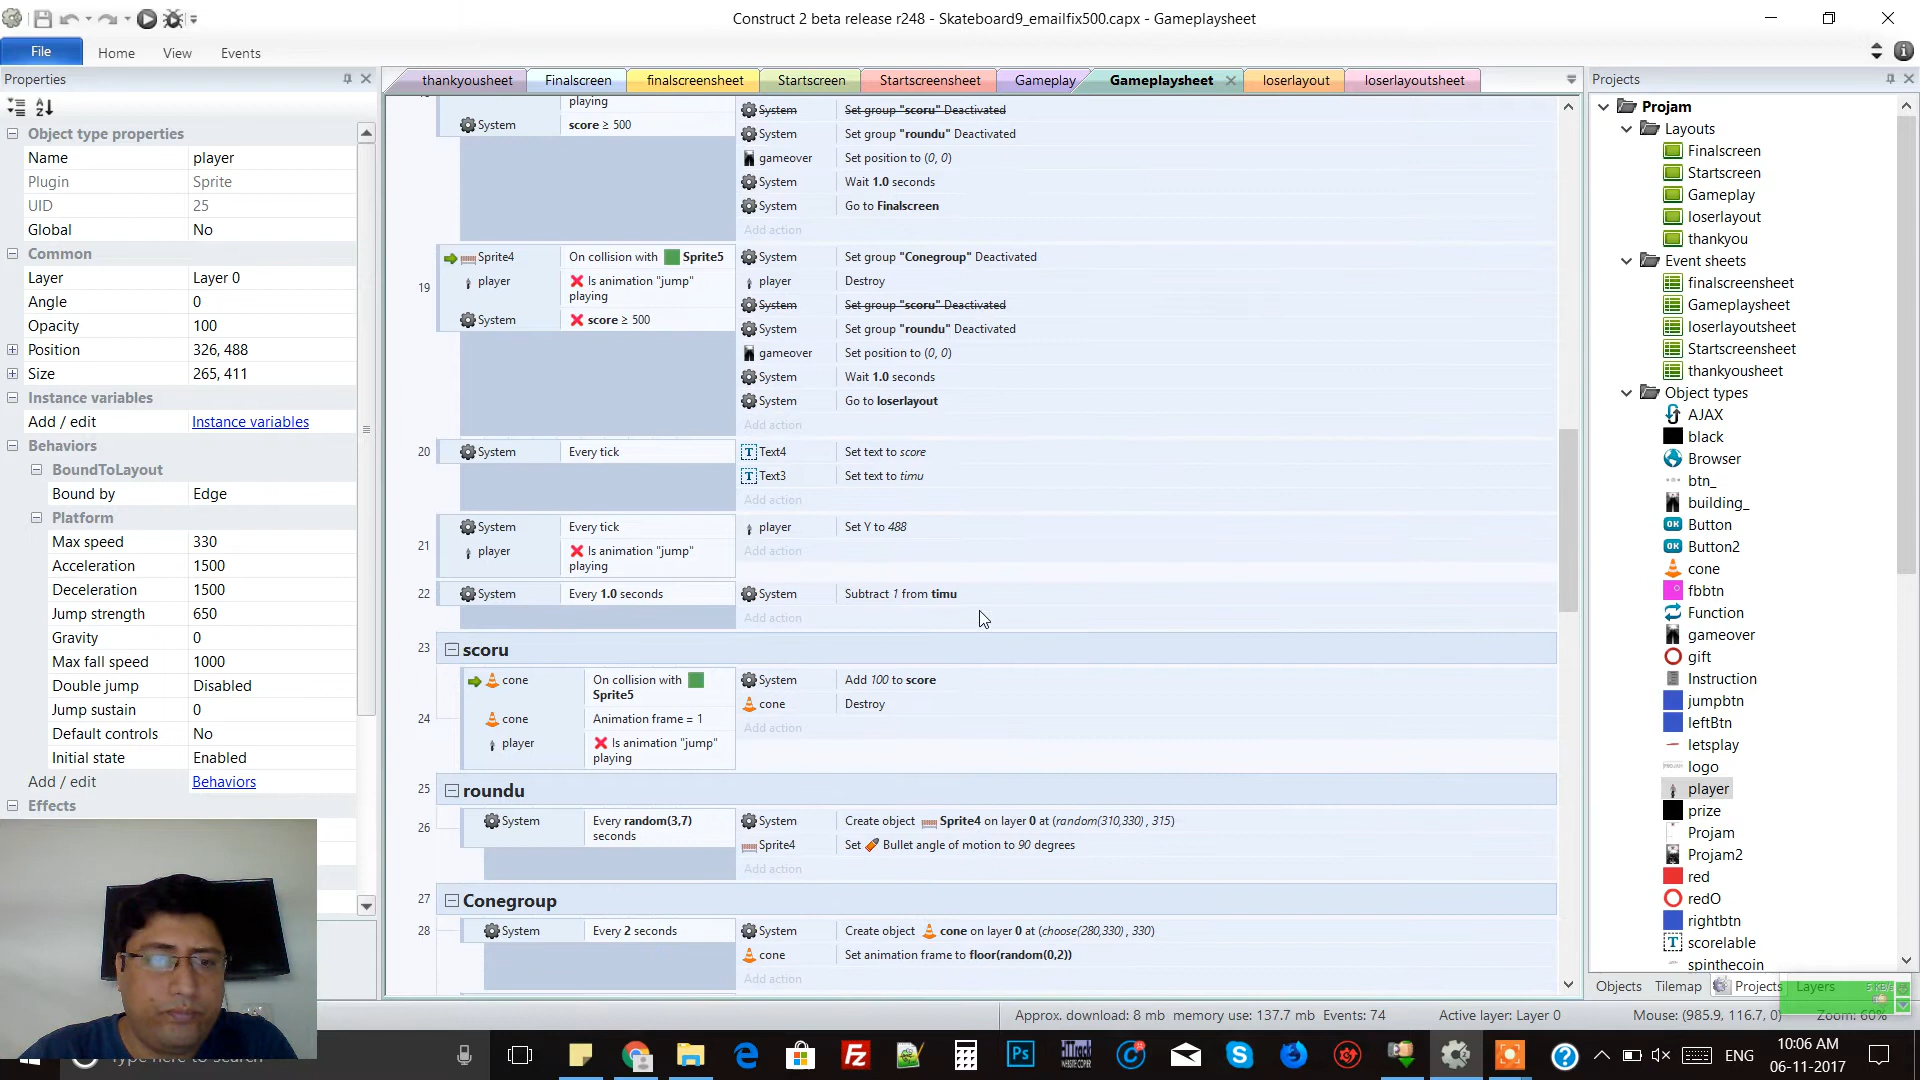 Construct 2 beta release r248 - Skateboard9_emailfix500.capx - Gameplaysheet
File Home View Events
Properties
thankyousheet Finalscreen finalscreensheet Startscreen Startscreensheet Gameplay Gameplaysheet loserlayout loserlayoutsheet
Projects
Object type properties
Name player
Plugin Sprite
UID 25
Global No
Common
Layer Layer 0
Angle 0
Opacity 100
Position 326, 488
Size 265, 411
Instance variables
Add / edit Instance variables
Behaviors
BoundToLayout
Bound by Edge
Platform
Max speed 330
Acceleration 1500
Deceleration 1500
Jump strength 650
Gravity 0
Max fall speed 1000
Double jump Disabled
Jump sustain 0
Default controls No
Initial state Enabled
Add / edit Behaviors
Effects
playing
System score ≥ 500
System Set group "scoru" Deactivated
System Set group "roundu" Deactivated
gameover Set position to (0, 0)
System Wait 1.0 seconds
System Go to Finalscreen
Add action
19
Sprite4 On collision with Sprite5
player Is animation "jump"
playing
System score ≥ 500
System Set group "Conegroup" Deactivated
player Destroy
System Set group "scoru" Deactivated
System Set group "roundu" Deactivated
gameover Set position to (0, 0)
System Wait 1.0 seconds
System Go to loserlayout
Add action
20 System Every tick
Text4 Set text to score
Text3 Set text to timu
Add action
21
System Every tick
player Is animation "jump"
playing
player Set Y to 488
Add action
22 System Every 1.0 seconds
System Subtract 1 from timu
Add action
23 scoru
24
cone On collision with
Sprite5
cone Animation frame = 1
player Is animation "jump"
playing
System Add 100 to score
cone Destroy
Add action
25 roundu
26
System Every random(3,7)
seconds
System Create object Sprite4 on layer 0 at (random(310,330) , 315)
Sprite4 Set Bullet angle of motion to 90 degrees
Add action
27 Conegroup
28 System Every 2 seconds
System Create object cone on layer 0 at (choose(280,330) , 330)
cone Set animation frame to floor(random(0,2))
Add action
Projam
Layouts
Finalscreen
Startscreen
Gameplay
loserlayout
thankyou
Event sheets
finalscreensheet
Gameplaysheet
loserlayoutsheet
Startscreensheet
thankyousheet
Object types
AJAX
black
Browser
btn_
building_
OK Button
OK Button2
cone
fbbtn
Function
gameover
gift
Instruction
jumpbtn
leftBtn
letsplay
logo
player
prize
Projam
Projam2
red
redO
rightbtn
T scorelable
spinthecoin
Objects Tilemap Projects Layers
Approx. download: 8 mb memory use: 137.7 mb Events: 74 Active layer: Layer 0 Mouse: (985.9, 116.7, 0) Zoom: 60%
Type here to search
ENG
10:06 AM
06-11-2017